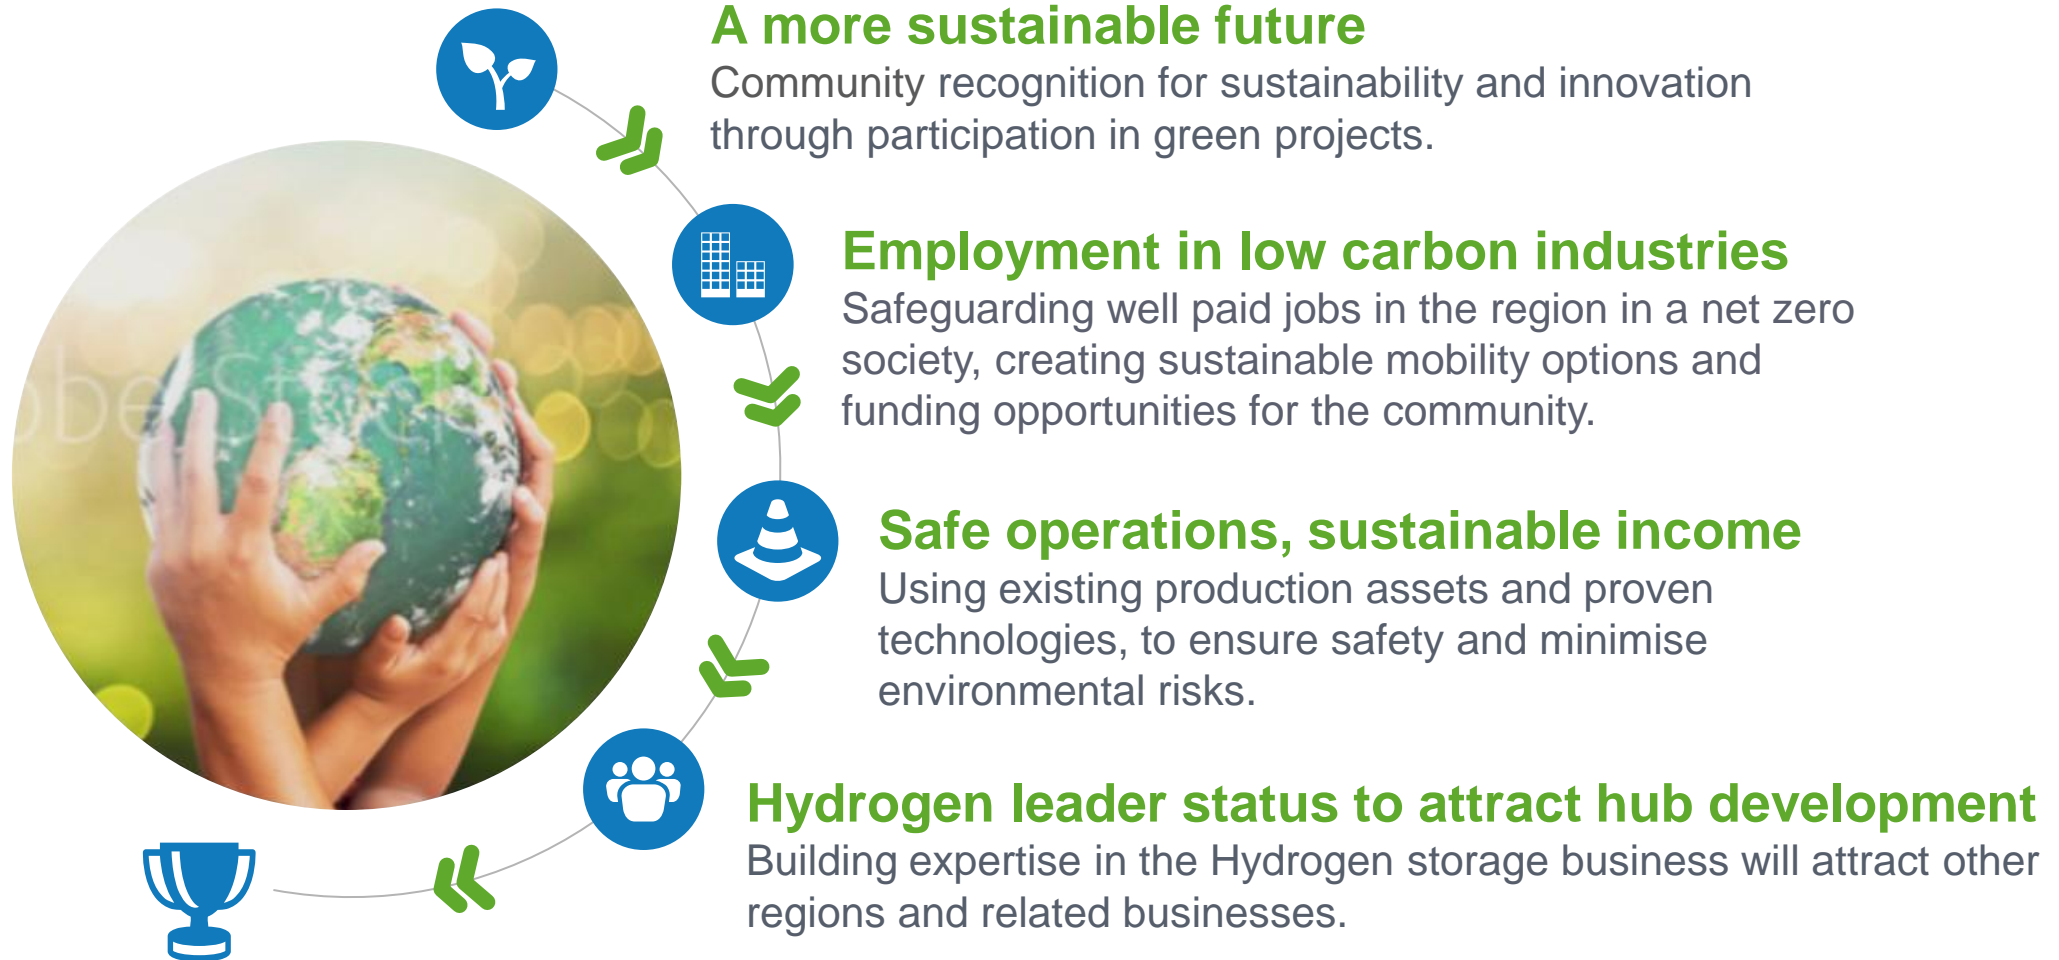 A more sustainable future
Community recognition for sustainability and innovation
through participation in green projects.
Employment in low carbon industries
Safeguarding well paid jobs in the region in a net zero
society, creating sustainable mobility options and
funding opportunities for the community.
obe Stock
Safe operations, sustainable income
Using existing production assets and proven
technologies, to ensure safety and minimise
environmental risks.
Hydrogen leader status to attract hub development
Building expertise in the Hydrogen storage business will attract other
regions and related businesses.